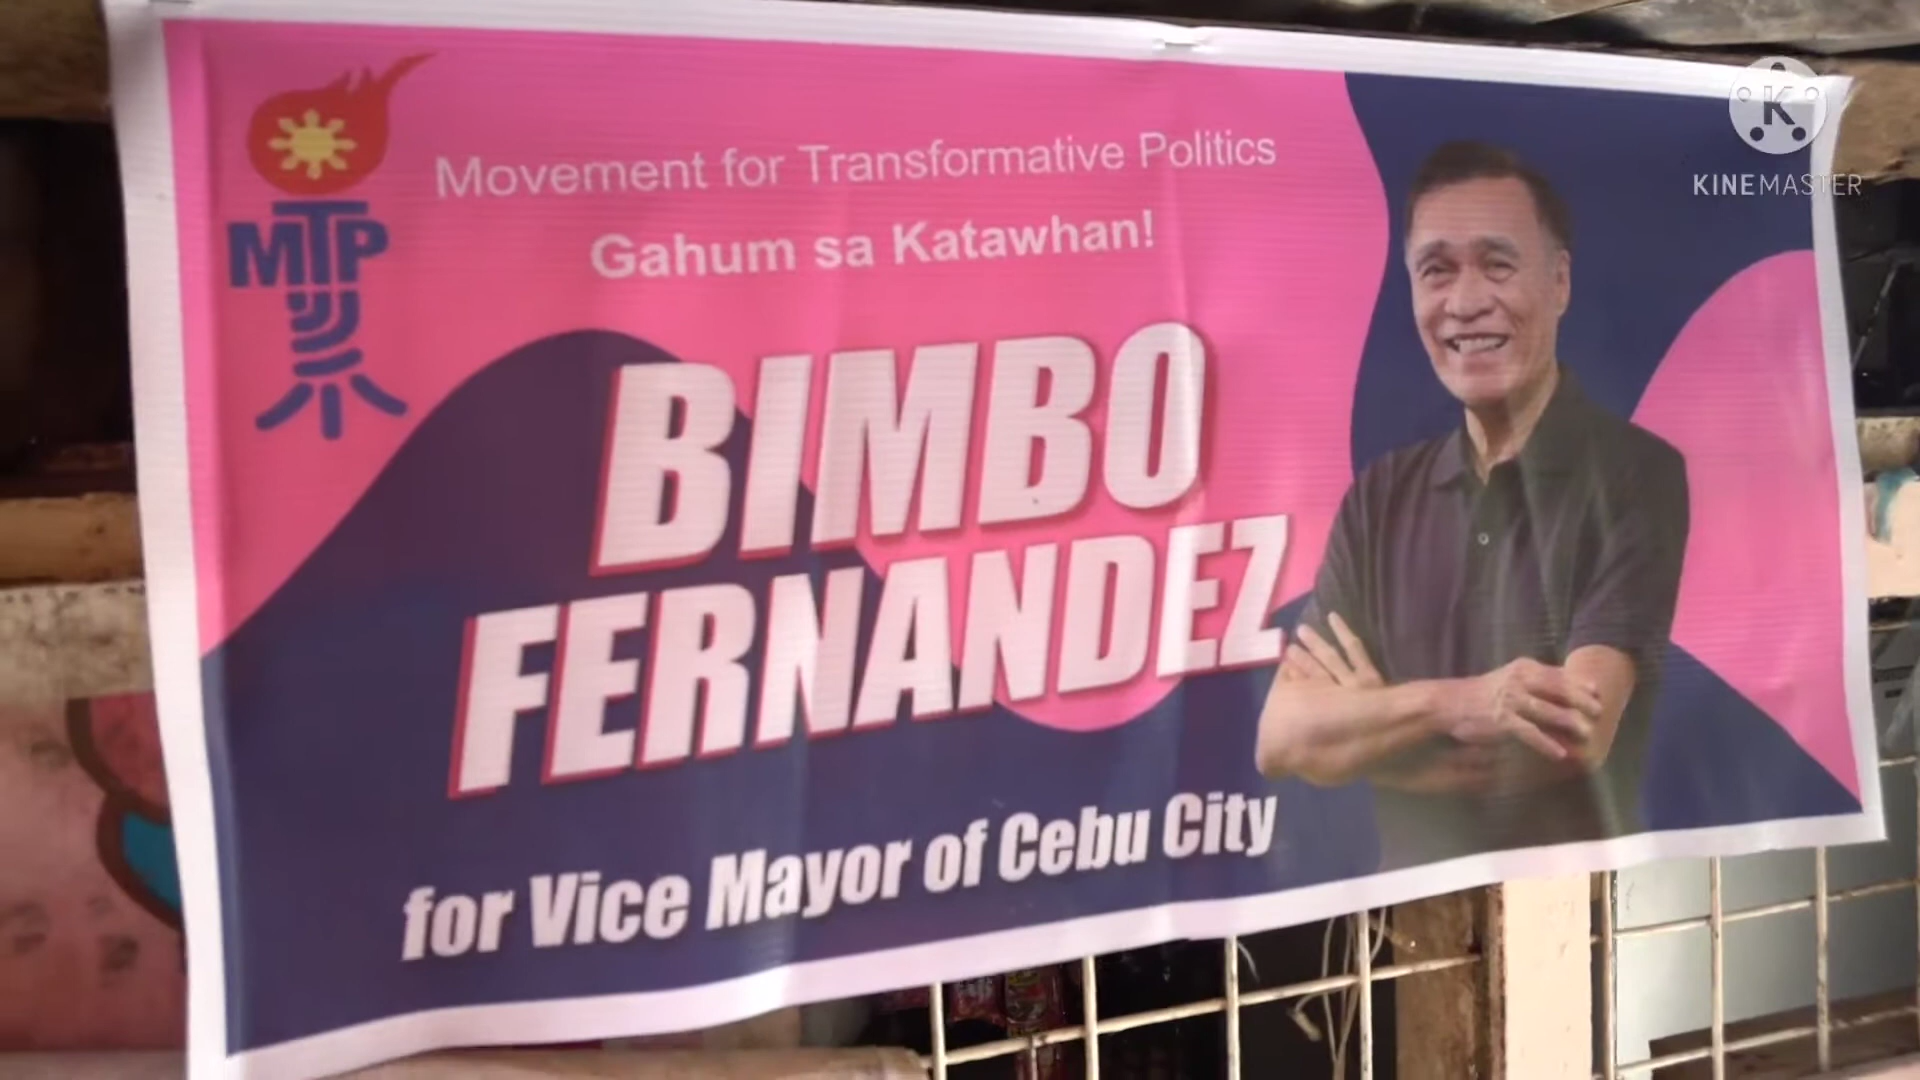 Movement for Transformative Politics
Gahum sa Katawhan!
MTP
BIMBO
FERNANDEZ
for Vice Mayor of Cebu City
K
KINEMASTER